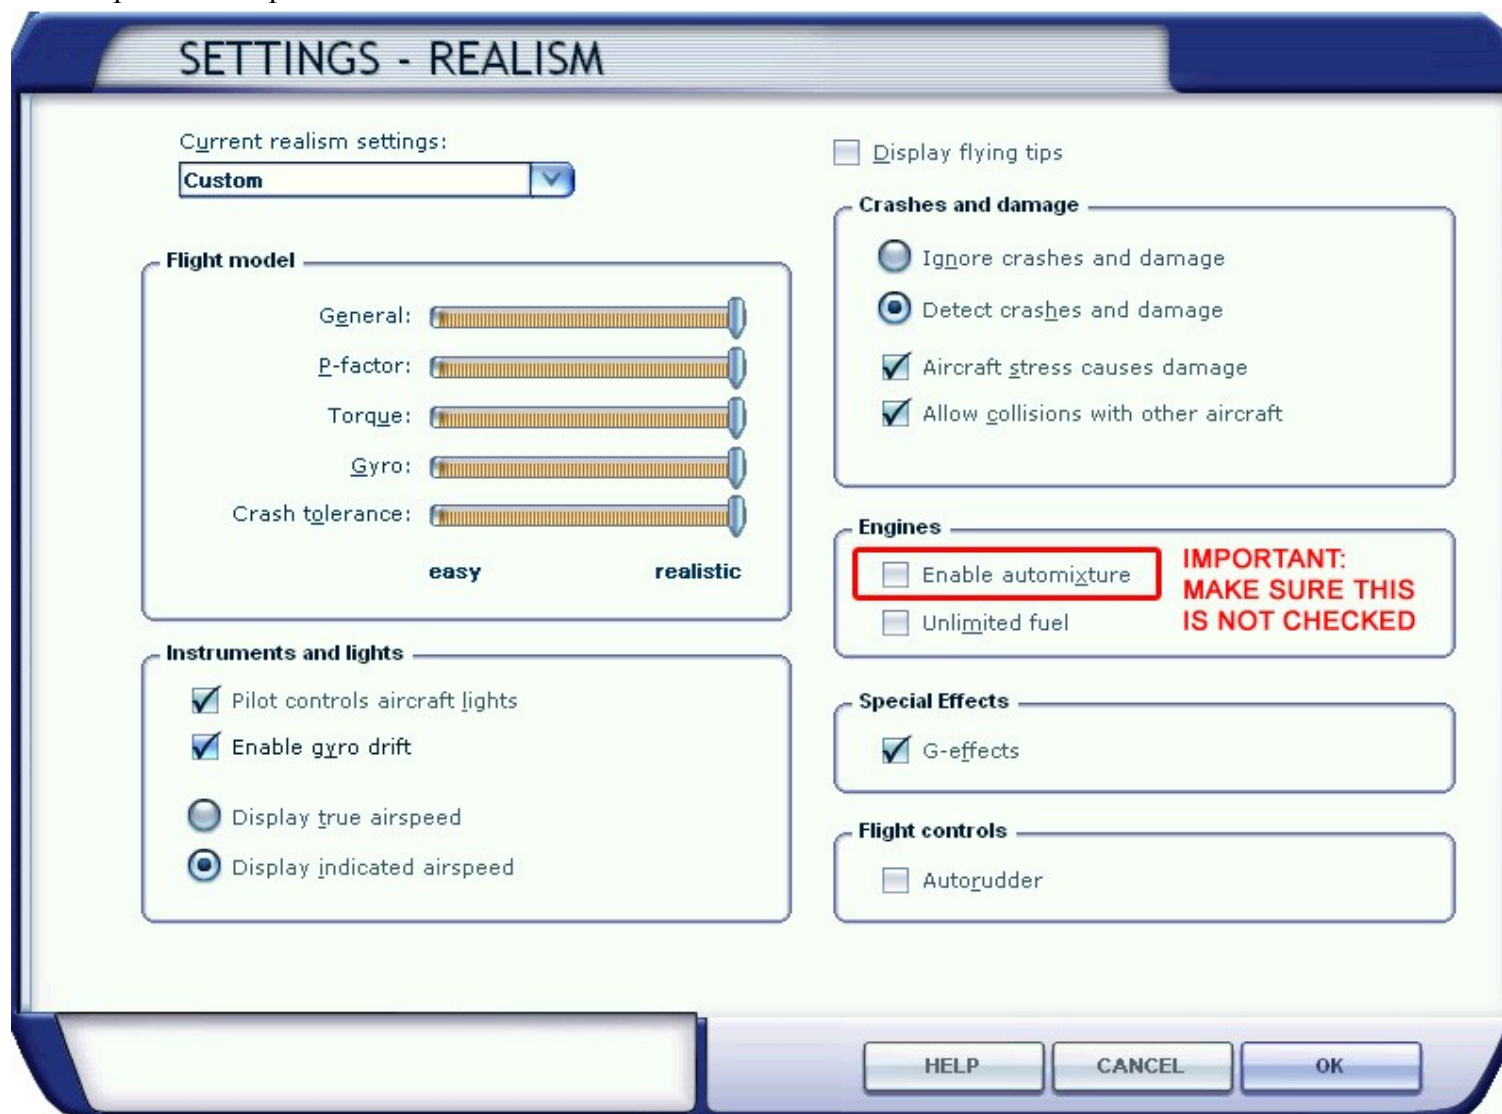 SETTINGS - REALISM
Current realism settings:
Custom
Flight model
General:
P-factor:
Torque:
Gyro:
Crash tolerance:
easy realistic
Instruments and lights
Pilot controls aircraft lights
Enable gyro drift
Display true airspeed
Display indicated airspeed
Display flying tips
Crashes and damage
Ignore crashes and damage
Detect crashes and damage
Aircraft stress causes damage
Allow collisions with other aircraft
Engines
Enable automixture
Unlimited fuel
IMPORTANT:
MAKE SURE THIS
IS NOT CHECKED
Special Effects
G-effects
Flight controls
Autorudder
HELP CANCEL OK